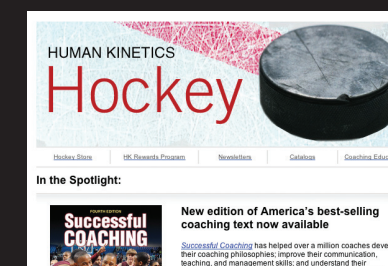 HUMAN KINETICS
Hockey
Hockey Store HK Rewards Program Newsletters Catalogs Coaching Educ
In the Spotlight:
FOURTH EDITION
Successful
COACHING
New edition of America's best-selling
coaching text now available
Successful Coaching has helped over a million coaches deve
their coaching philosophies; improve their communication,
teaching, and management skills; and understand their